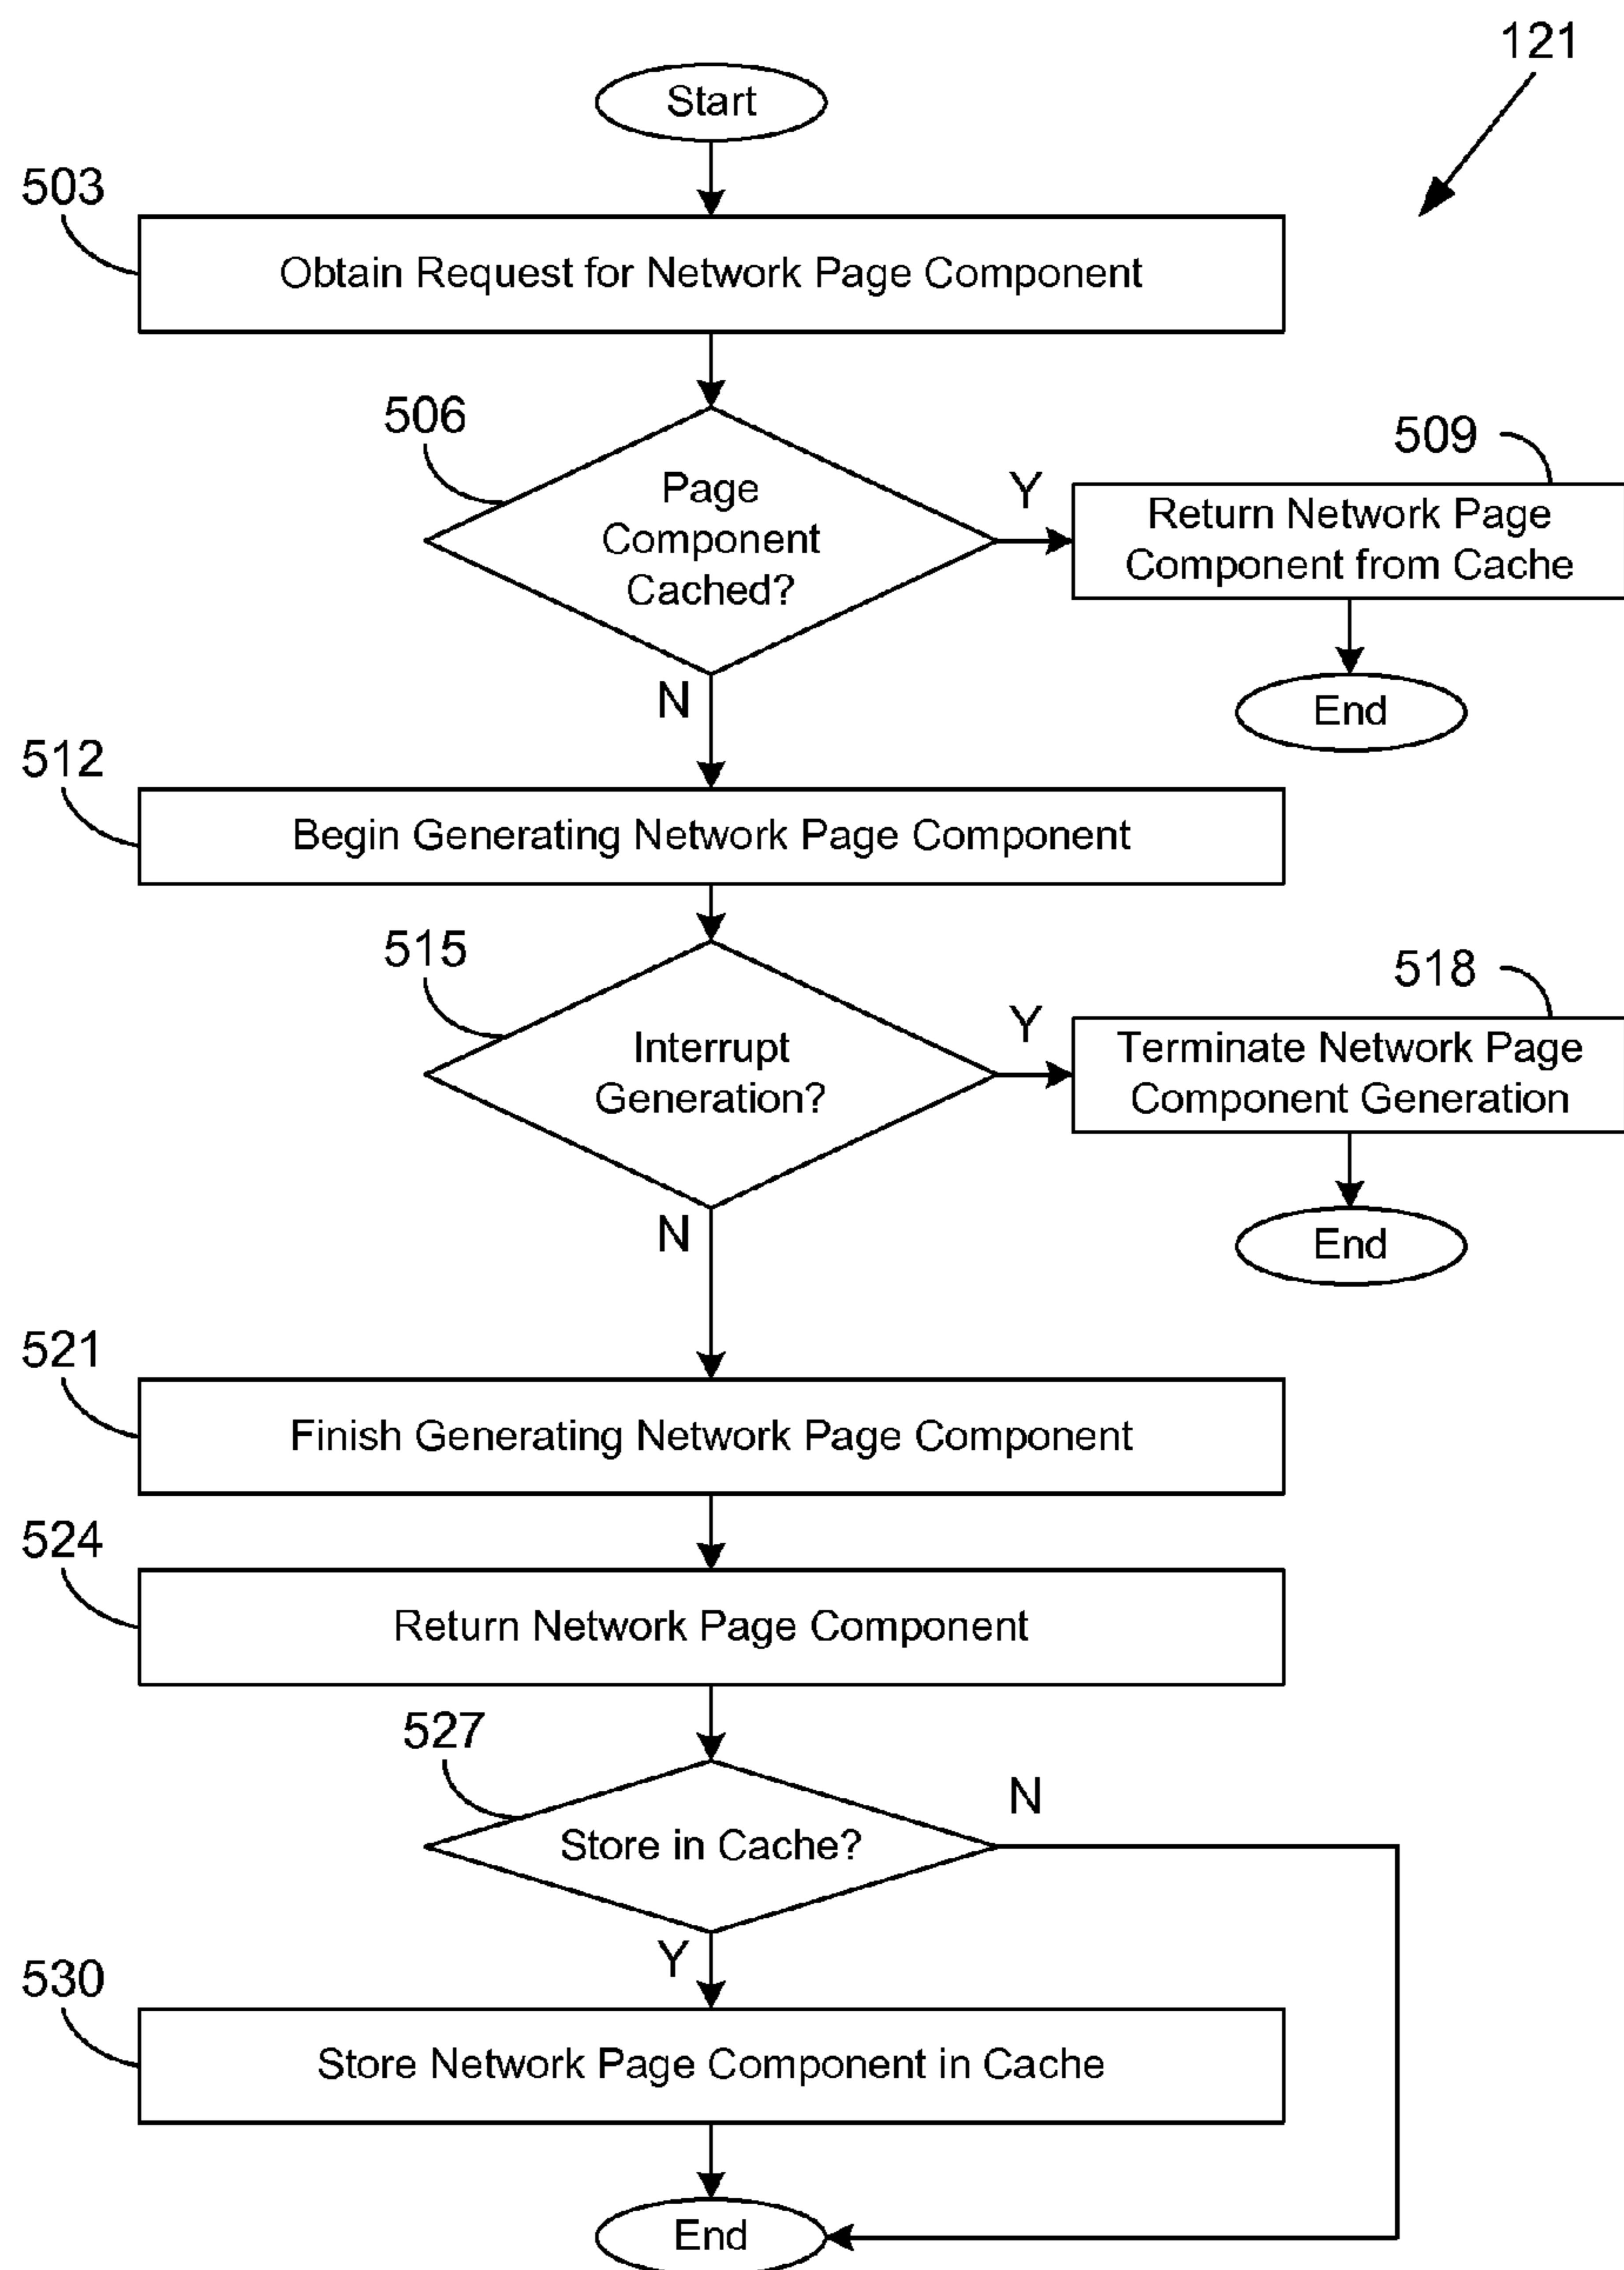 121
Start
503
Obtain Request for Network Page Component
506
Page
Component
Cached?
Y
509
Return Network Page
Component from Cache
End
N
512
Begin Generating Network Page Component
515
Interrupt
Generation?
Y
518
Terminate Network Page
Component Generation
End
N
521
Finish Generating Network Page Component
524
Return Network Page Component
527
Store in Cache?
N
Y
530
Store Network Page Component in Cache
End